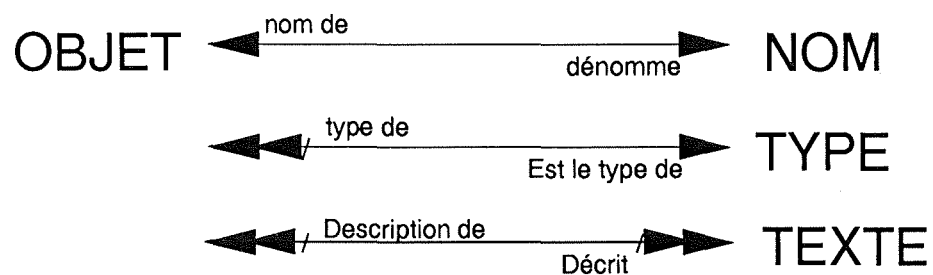 OBJET nom de dénomme NOM
type de Est le type de TYPE
Description de Décrit TEXTE